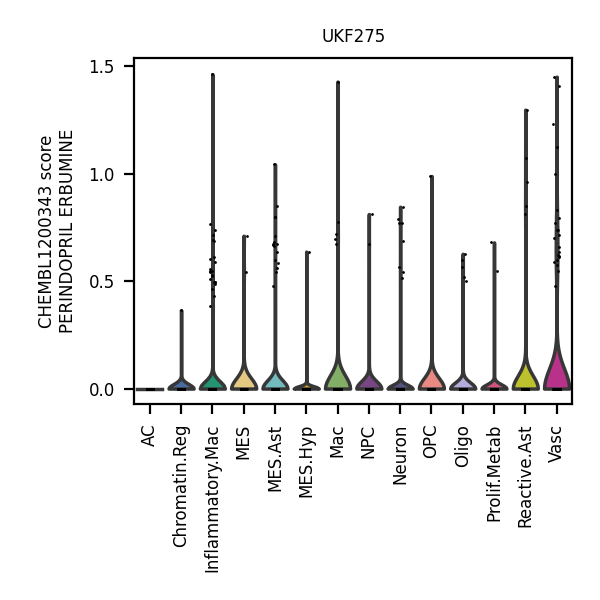 UKF275
CHEMBL1200343 score
PERINDOPRIL ERBUMINE
1.5
1.0
0.5
0.0
AC
Chromatin.Reg
Inflammatory.Mac
MES
MES.Ast
MES.Hyp
Mac
NPC
Neuron
OPC
Oligo
Prolif.Metab
Reactive.Ast
Vasc